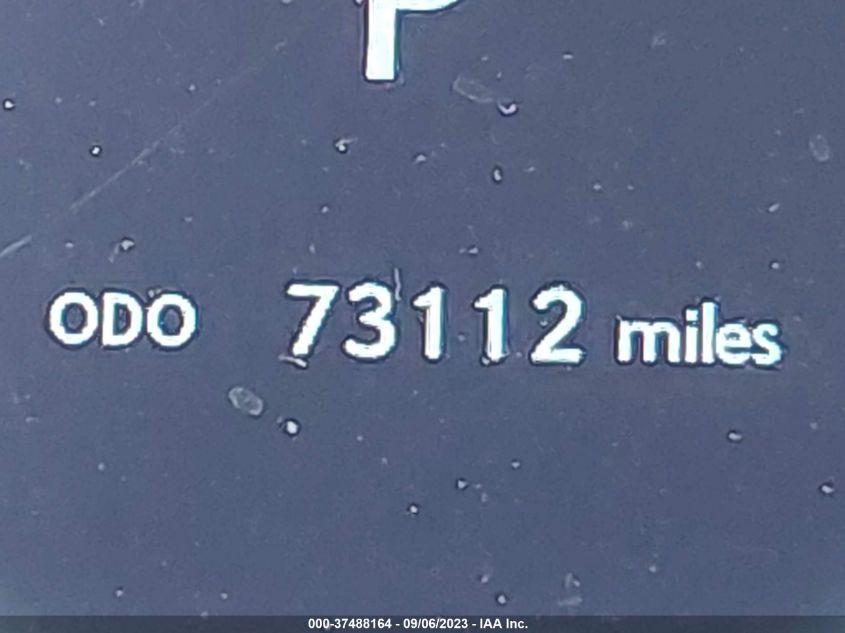 P
ODO 73112 miles
000-37488164 - 09/06/2023 - IAA Inc.